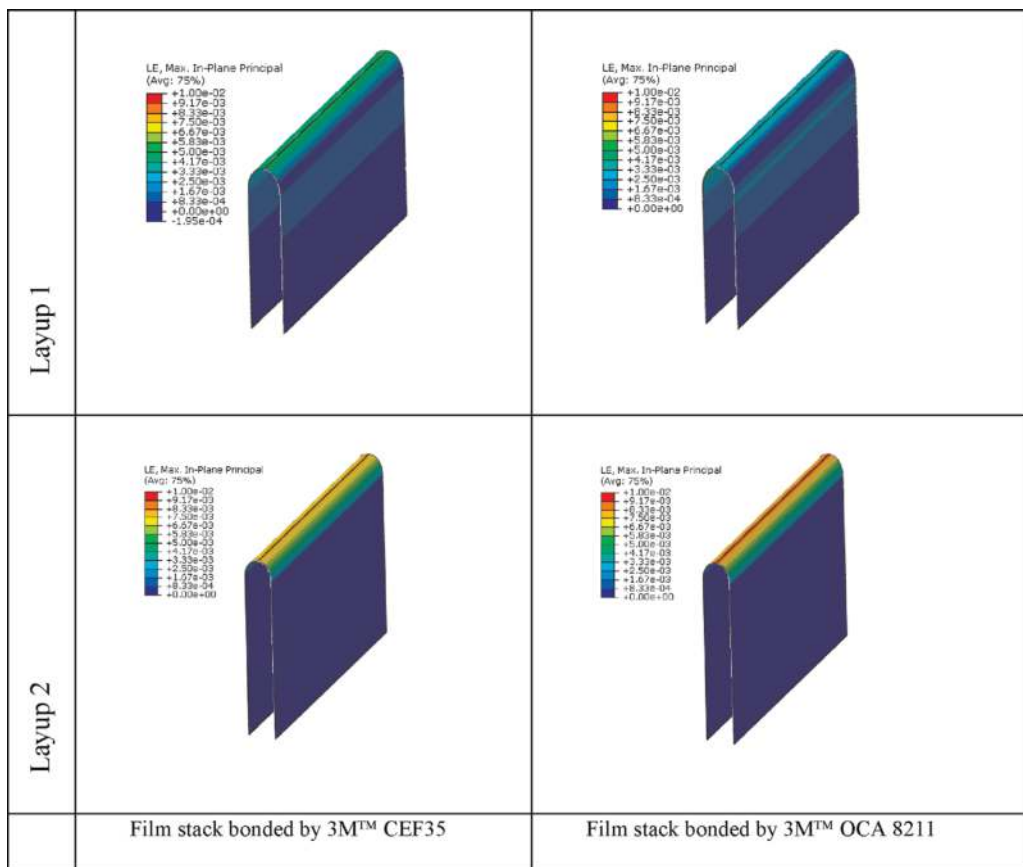 Layup 1
LE, Max. In-Plane Principal
(Avg: 75%)
+1.00e-02
+9.17e-03
+8.33e-03
+7.50e-03
+6.67e-03
+5.83e-03
+5.00e-03
+4.17e-03
+3.33e-03
+2.50e-03
+1.67e-03
+8.33e-04
+0.00e+00
-1.95e-04
LE, Max. In-Plane Principal
(Avg: 75%)
+1.00e-02
+9.17e-03
+8.33e-03
+7.50e-03
+6.67e-03
+5.83e-03
+5.00e-03
+4.17e-03
+3.33e-03
+2.50e-03
+1.67e-03
+8.33e-04
+0.00e+00
Layup 2
LE, Max. In-Plane Principal
(Avg: 75%)
+1.00e-02
+9.17e-03
+8.33e-03
+7.50e-03
+6.67e-03
+5.83e-03
+5.00e-03
+4.17e-03
+3.33e-03
+2.50e-03
+1.67e-03
+8.33e-04
+0.00e+00
LE, Max. In-Plane Principal
(Avg: 75%)
+1.00e-02
+9.17e-03
+8.33e-03
+7.50e-03
+6.67e-03
+5.83e-03
+5.00e-03
+4.17e-03
+3.33e-03
+2.50e-03
+1.67e-03
+8.33e-04
+0.00e+00
Film stack bonded by 3M™ CEF35
Film stack bonded by 3M™ OCA 8211